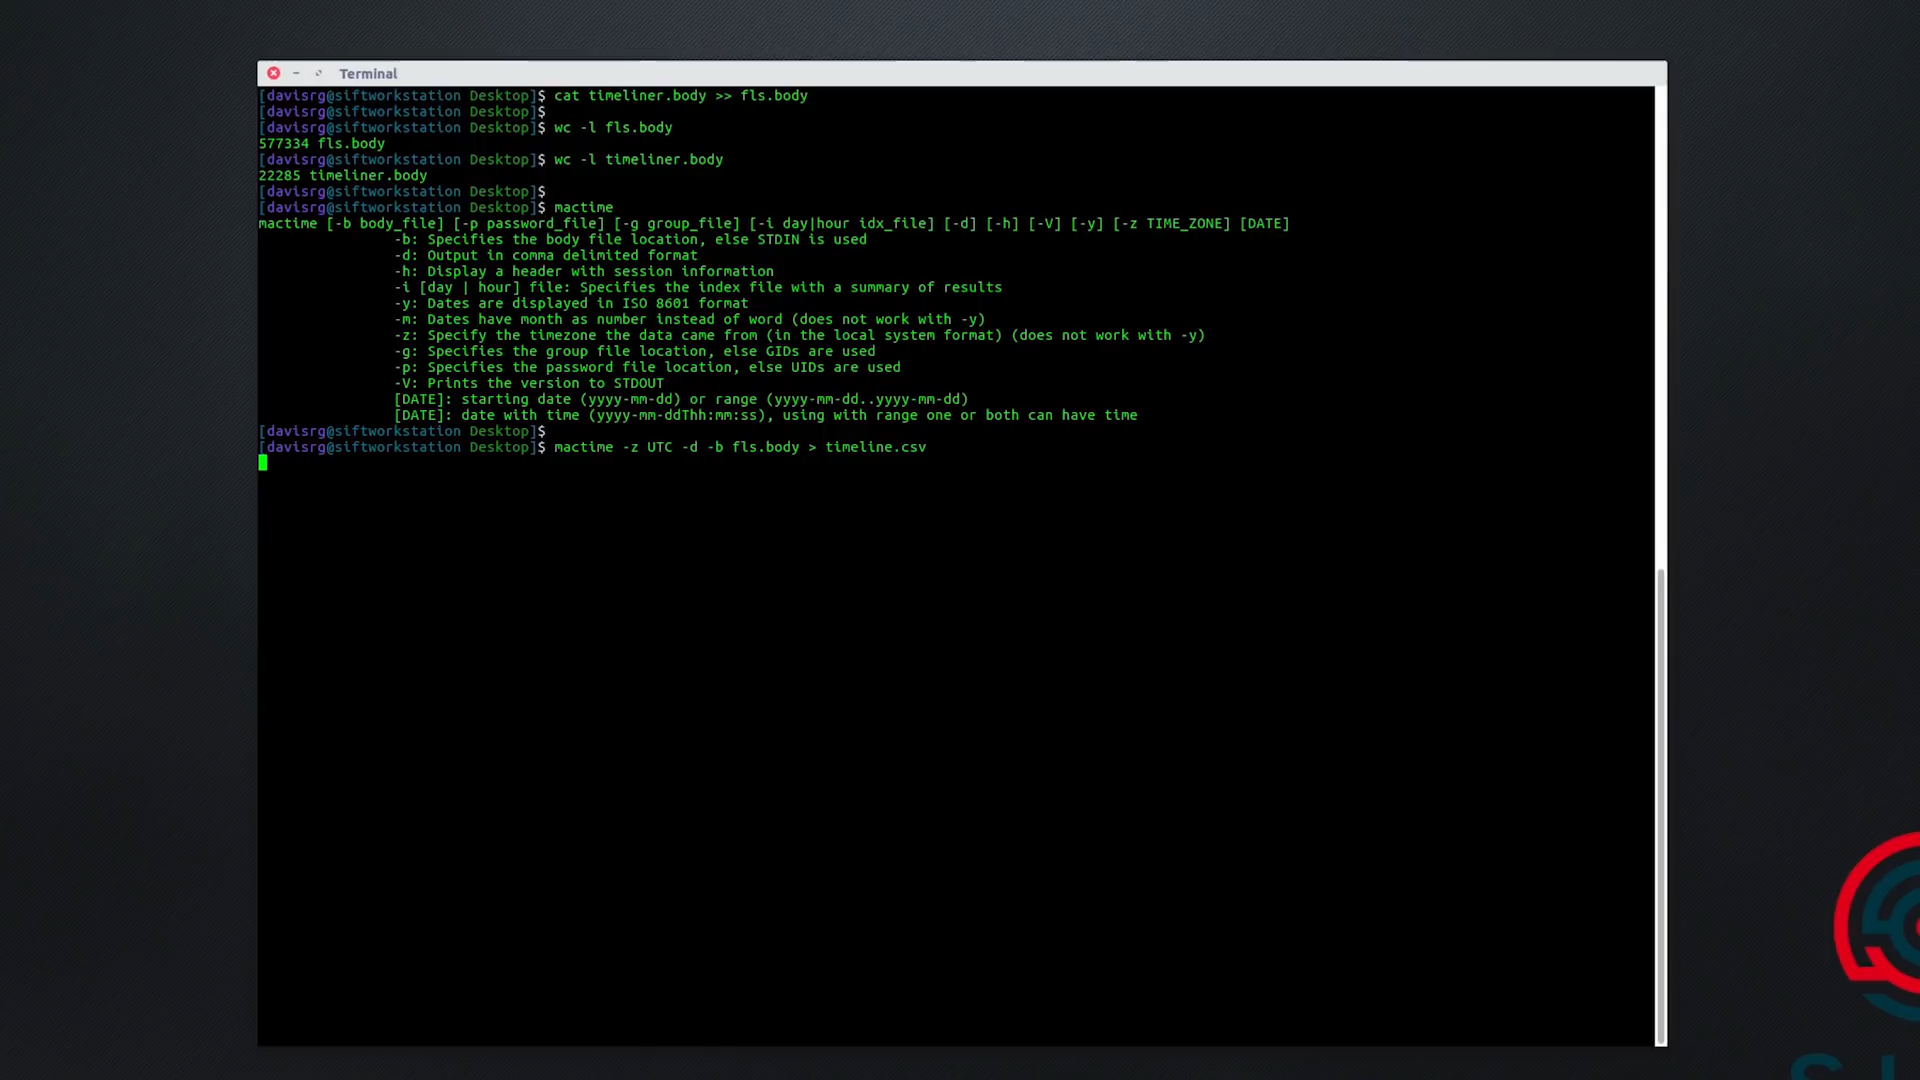 Terminal
[davisrg@siftworkstation Desktop]$ cat timeliner.body >> fls.body
[davisrg@siftworkstation Desktop]$
[davisrg@siftworkstation Desktop]$ wc -l fls.body
577334 fls.body
[davisrg@siftworkstation Desktop]$ wc -l timeliner.body
22285 timeliner.body
[davisrg@siftworkstation Desktop]$
[davisrg@siftworkstation Desktop]$ mactime
mactime [-b body_file] [-p password_file] [-g group_file] [-i day|hour idx_file] [-d] [-h] [-V] [-y] [-z TIME_ZONE] [DATE]
-b: Specifies the body file location, else STDIN is used
-d: Output in comma delimited format
-h: Display a header with session information
-i [day | hour] file: Specifies the index file with a summary of results
-y: Dates are displayed in ISO 8601 format
-m: Dates have month as number instead of word (does not work with -y)
-z: Specify the timezone the data came from (in the local system format) (does not work with -y)
-g: Specifies the group file location, else GIDs are used
-p: Specifies the password file location, else UIDs are used
-V: Prints the version to STDOUT
[DATE]: starting date (yyyy-mm-dd) or range (yyyy-mm-dd..yyyy-mm-dd)
[DATE]: date with time (yyyy-mm-ddThh:mm:ss), using with range one or both can have time
[davisrg@siftworkstation Desktop]$
[davisrg@siftworkstation Desktop]$ mactime -z UTC -d -b fls.body > timeline.csv